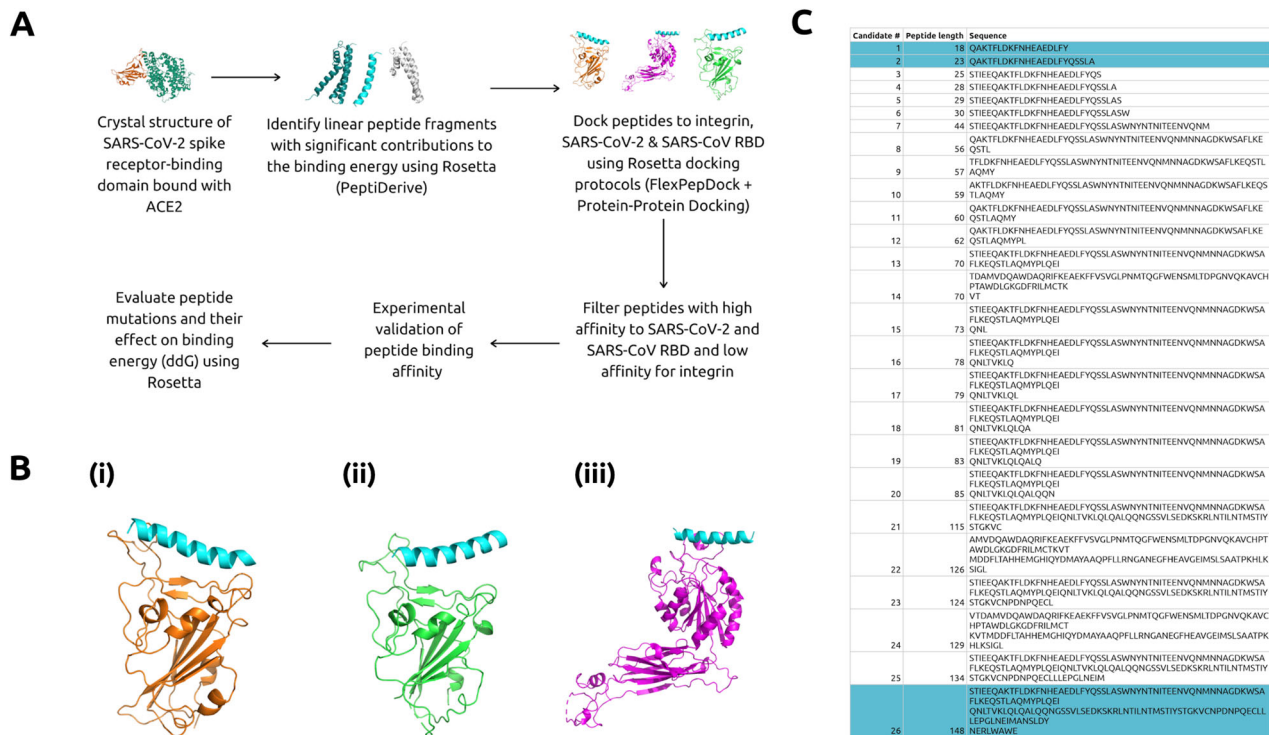 A
Crystal structure of
SARS-CoV-2 spike
receptor-binding
domain bound with
ACE2
Identify linear peptide fragments
with significant contributions to
the binding energy using Rosetta
(PeptiDerive)
Dock peptides to integrin,
SARS-CoV-2 & SARS-CoV RBD
using Rosetta docking
protocols (FlexPepDock +
Protein-Protein Docking)
Evaluate peptide
mutations and their
effect on binding
energy (ddG) using
Rosetta
Experimental
validation of
peptide binding
affinity
Filter peptides with high
affinity to SARS-CoV-2 and
SARS-CoV RBD and low
affinity for integrin
B
(i)
(ii)
(iii)
C
Candidate # Peptide length Sequence
1 18 QAKTFLDKFNHEAEDLFY
2 23 QAKTFLDKFNHEAEDLFYQSSLA
3 25 STIEEQAKTFLDKFNHEAEDLFYQS
4 28 STIEEQAKTFLDKFNHEAEDLFYQSSLA
5 29 STIEEQAKTFLDKFNHEAEDLFYQSSLAS
6 30 STIEEQAKTFLDKFNHEAEDLFYQSSLASW
7 44 STIEEQAKTFLDKFNHEAEDLFYQSSLASWNYNTNITEENVQNM
QAKTFLDKFNHEAEDLFYQSSLASWNYNTNITEENVQNMNNAGDKWSAFLKE
8 56 QSTL
TFLDKFNHEAEDLFYQSSLASWNYNTNITEENVQNMNNAGDKWSAFLKEQSTL
9 57 AQMY
AKTFLDKFNHEAEDLFYQSSLASWNYNTNITEENVQNMNNAGDKWSAFLKEQS
10 59 TLAQMY
QAKTFLDKFNHEAEDLFYQSSLASWNYNTNITEENVQNMNNAGDKWSAFLKE
11 60 QSTLAQMY
QAKTFLDKFNHEAEDLFYQSSLASWNYNTNITEENVQNMNNAGDKWSAFLKE
12 62 QSTLAQMYPL
STIEEQAKTFLDKFNHEAEDLFYQSSLASWNYNTNITEENVQNMNNAGDKWSA
13 70 FLKEQSTLAQMYPLQEI
TDAMVDQAWDAQRIFKEAEKFFVSVGLPNMTQGFWENSMLTDPGNVQKAVCH
PTAWDLGKGDFRILMCTK
14 70 VT
STIEEQAKTFLDKFNHEAEDLFYQSSLASWNYNTNITEENVQNMNNAGDKWSA
FLKEQSTLAQMYPLQEI
15 73 QNL
STIEEQAKTFLDKFNHEAEDLFYQSSLASWNYNTNITEENVQNMNNAGDKWSA
FLKEQSTLAQMYPLQEI
16 78 QNLTVKLQ
STIEEQAKTFLDKFNHEAEDLFYQSSLASWNYNTNITEENVQNMNNAGDKWSA
FLKEQSTLAQMYPLQEI
17 79 QNLTVKLQL
STIEEQAKTFLDKFNHEAEDLFYQSSLASWNYNTNITEENVQNMNNAGDKWSA
FLKEQSTLAQMYPLQEI
18 81 QNLTVKLQLQA
STIEEQAKTFLDKFNHEAEDLFYQSSLASWNYNTNITEENVQNMNNAGDKWSA
FLKEQSTLAQMYPLQEI
19 83 QNLTVKLQLQALQ
STIEEQAKTFLDKFNHEAEDLFYQSSLASWNYNTNITEENVQNMNNAGDKWSA
FLKEQSTLAQMYPLQEI
20 85 QNLTVKLQLQALQQN
STIEEQAKTFLDKFNHEAEDLFYQSSLASWNYNTNITEENVQNMNNAGDKWSA
FLKEQSTLAQMYPLQEIQNLTVKLQLQALQQNGSSVLSEDKSKRLNTILNTMSTIY
21 115 STGKVC
AMVDQAWDAQRIFKEAEKFFVSVGLPNMTQGFWENSMLTDPGNVQKAVCHPT
AWDLGKGDFRILMCTKVT
MDDFLTAHHEMGHIQYDMAYAAQPFLLRNGANEGFHEAVGEIMSLSAATPKHLK
22 126 SIGL
STIEEQAKTFLDKFNHEAEDLFYQSSLASWNYNTNITEENVQNMNNAGDKWSA
FLKEQSTLAQMYPLQEIQNLTVKLQLQALQQNGSSVLSEDKSKRLNTILNTMSTIY
23 124 STGKVCNPDNPQECL
VTDAMVDQAWDAQRIFKEAEKFFVSVGLPNMTQGFWENSMLTDPGNVQKAVC
HPTAWDLGKGDFRILMCT
KVTMDDFLTAHHEMGHIQYDMAYAAQPFLLRNGANEGFHEAVGEIMSLSAATPK
24 129 HLKSIGL
STIEEQAKTFLDKFNHEAEDLFYQSSLASWNYNTNITEENVQNMNNAGDKWSA
FLKEQSTLAQMYPLQEIQNLTVKLQLQALQQNGSSVLSEDKSKRLNTILNTMSTIY
25 134 STGKVCNPDNPQECLLLEPGLNEIM
STIEEQAKTFLDKFNHEAEDLFYQSSLASWNYNTNITEENVQNMNNAGDKWSA
FLKEQSTLAQMYPLQEI
QNLTVKLQLQALQQNGSSVLSEDKSKRLNTILNTMSTIYSTGKVCNPDNPQECLL
LEPGLNEIMANSLDY
26 148 NERLWAWE